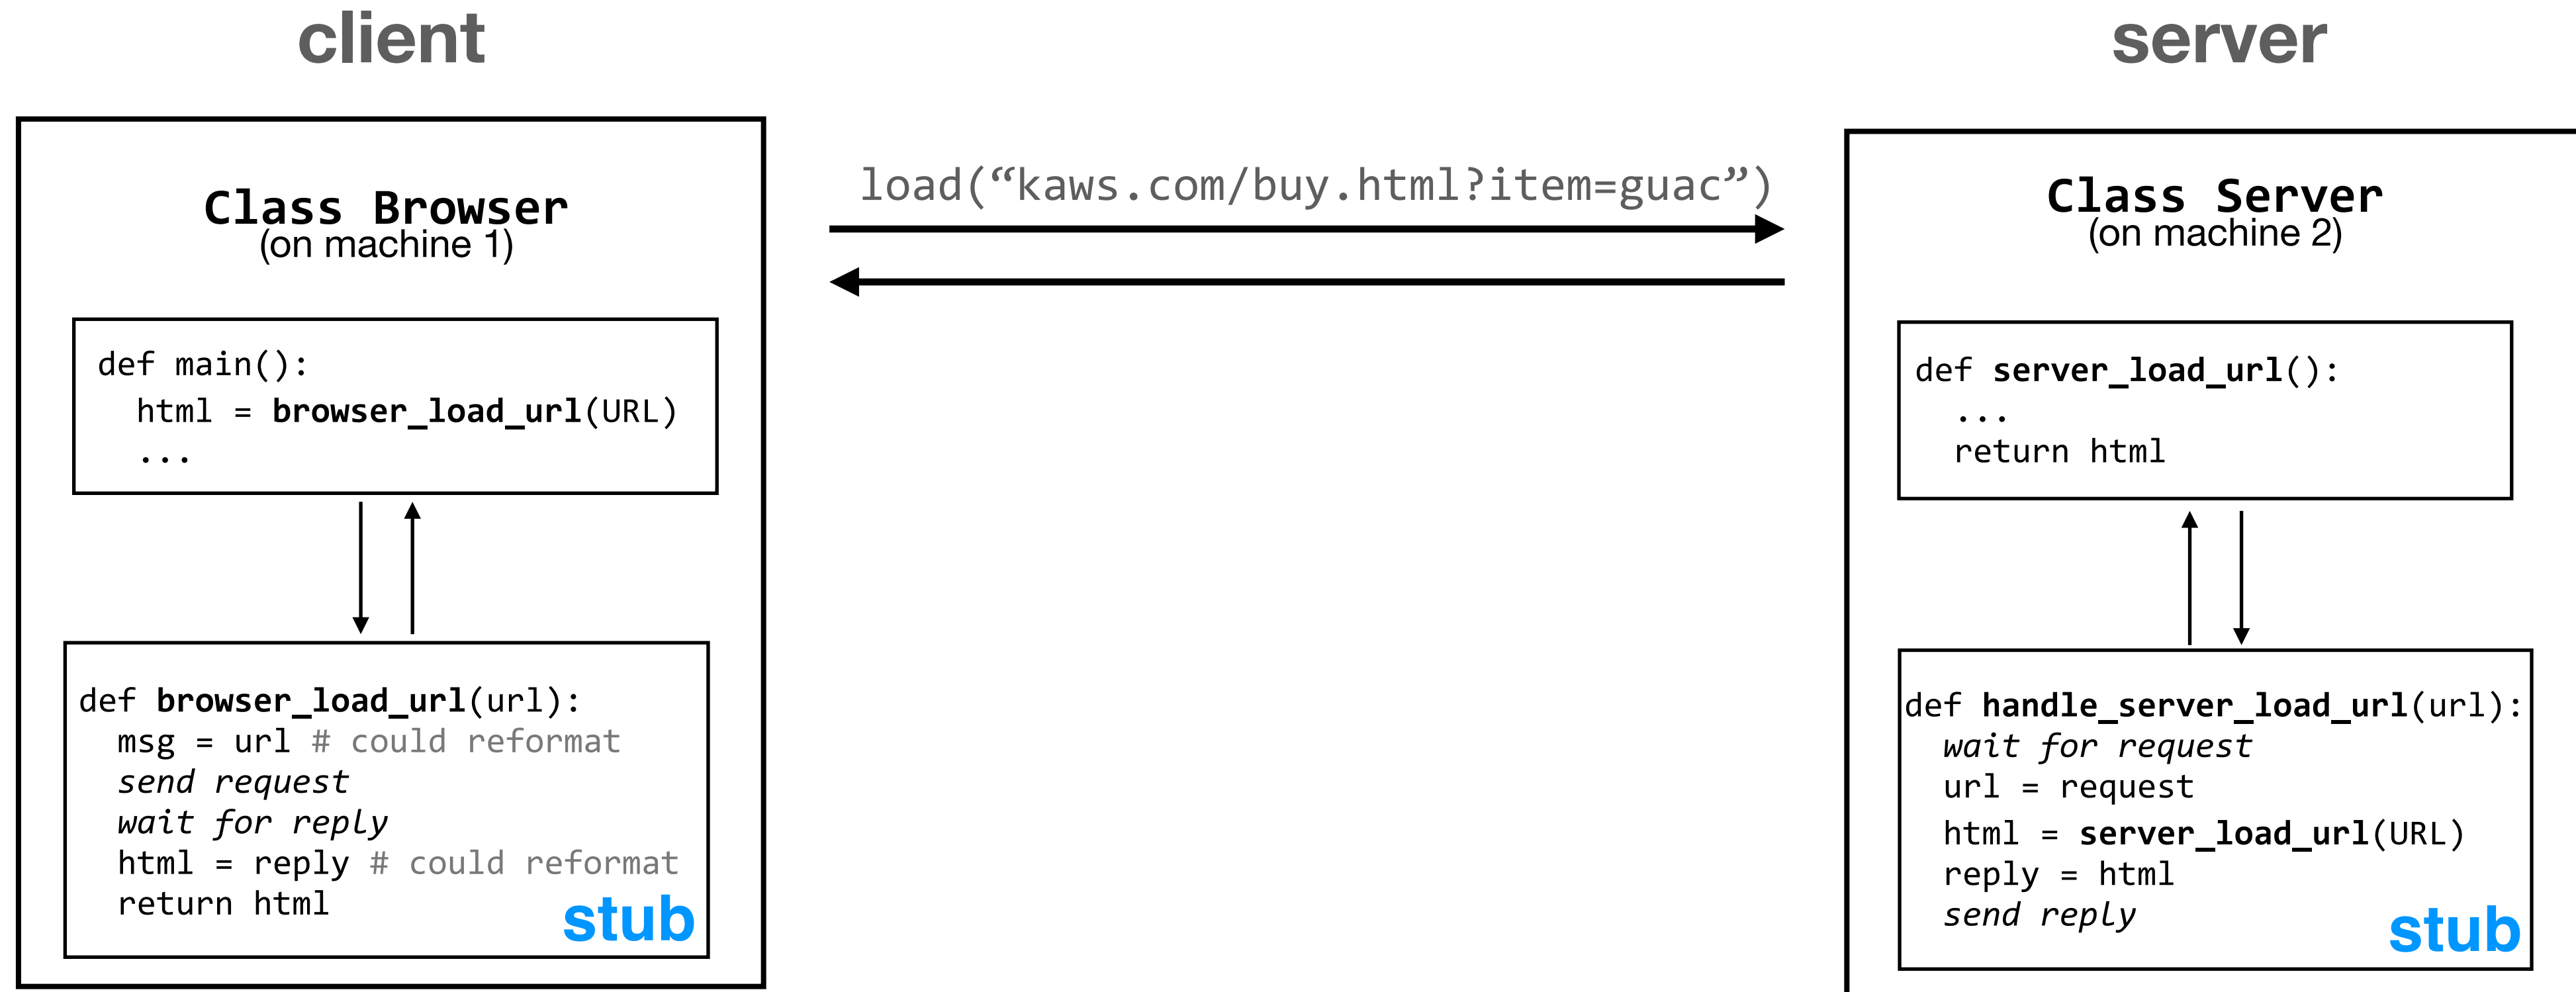 client
Class Browser
(on machine 1)
def main():
html = browser_load_url(URL)
...
def browser_load_url(url):
msg = url # could reformat
send request
wait for reply
html = reply # could reformat
return html
stub
load(“kaws.com/buy.html?item=guac”)
server
Class Server
(on machine 2)
def server_load_url():
...
return html
def handle_server_load_url(url):
wait for request
url = request
html = server_load_url(URL)
reply = html
send reply
stub